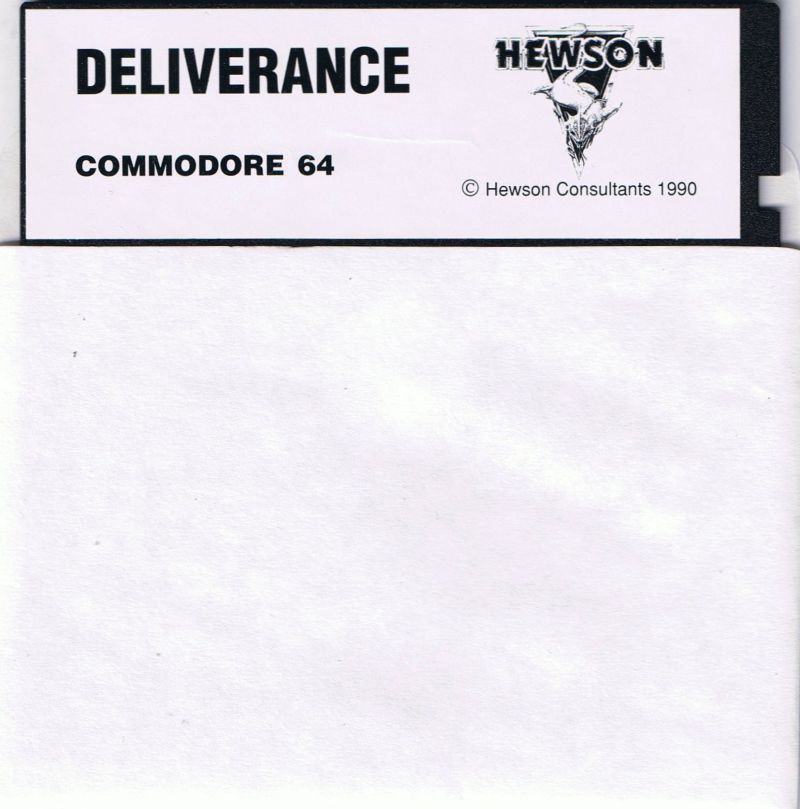 DELIVERANCE
HEWSON
COMMODORE 64
© Hewson Consultants 1990